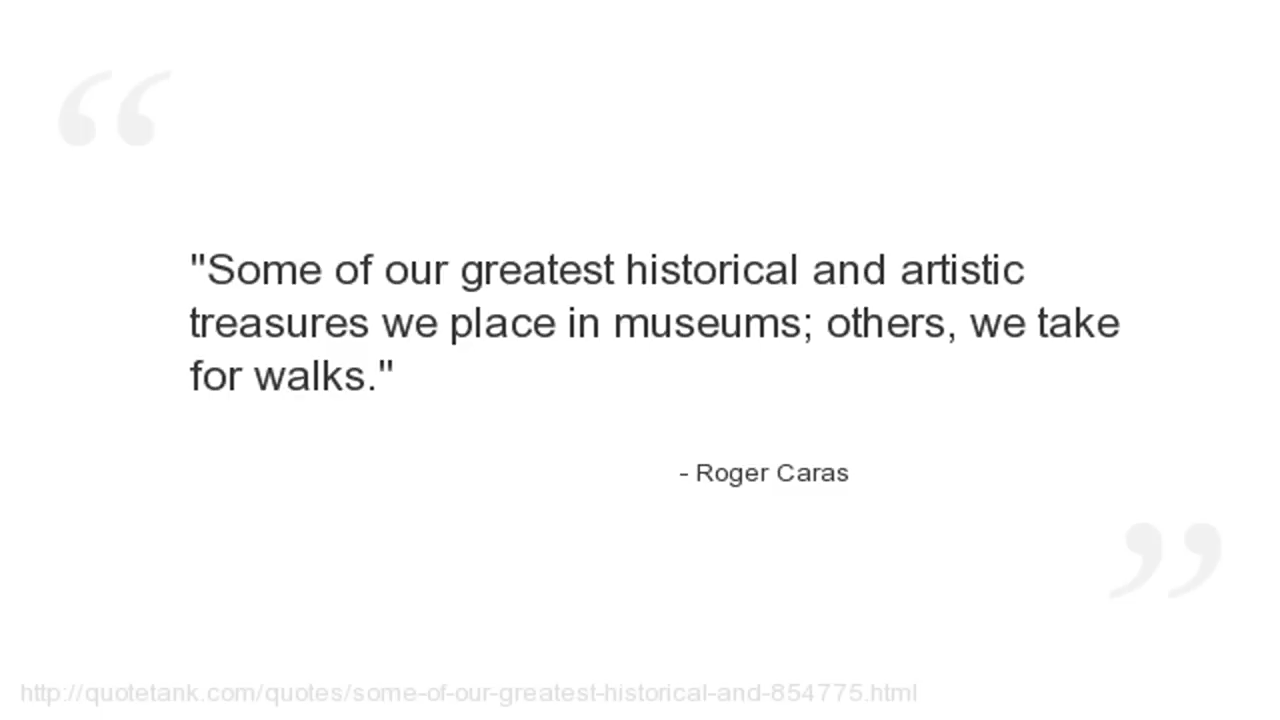 "Some of our greatest historical and artistic
treasures we place in museums; others, we take
for walks."
- Roger Caras
http://quotetank.com/quotes/some-of-our-greatest-historical-and-854775.html